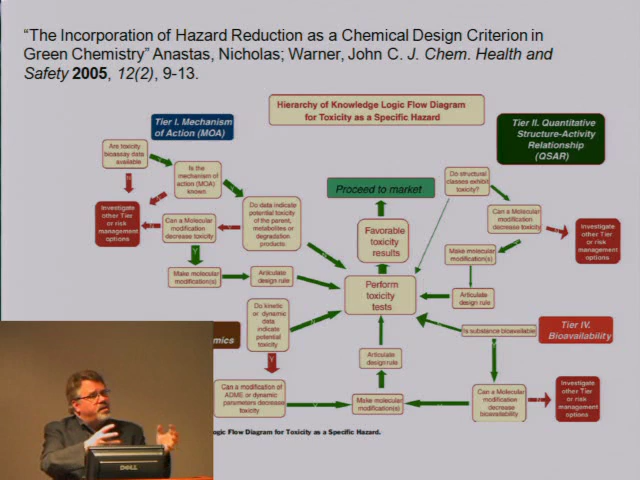 “The Incorporation of Hazard Reduction as a Chemical Design Criterion in
Green Chemistry” Anastas, Nicholas; Warner, John C. J. Chem. Health and
Safety 2005, 12(2), 9-13.
Hierarchy of Knowledge Logic Flow Diagram
for Toxicity as a Specific Hazard
Tier I. Mechanism
of Action (MOA)
Tier II. Quantitative
Structure-Activity
Relationship
(QSAR)
Are toxicity
bioassay data
available
Is the
mechanism of
action (MOA)
known
Investigate
other Tier
or risk
management
options
Can a Molecular
modification
decrease toxicity
Do data indicate
potential toxicity
of the parent,
metabolites or
degradation
products
Make molecular
modification(s)
Articulate
design rule
Proceed to market
Favorable
toxicity
results
Perform
toxicity
tests
Do structural
classes exhibit
toxicity?
Can a Molecular
modification
decrease toxicity
Investigate
other Tier
or risk
management
options
Make molecular
modification(s)
Articulate
design rule
mics
Do kinetic
or dynamic
data
indicate
potential
toxicity
Y
Can a modification of
ADME or dynamic
parameters decrease
toxicity
Articulate
design rule
Make molecular
modification(s)
Is substance bioavailable
Tier IV.
Bioavailability
Can a Molecular
modification
decrease
bioavailability
Investigate
other Tier
or risk
management
options
ogic Flow Diagram for Toxicity as a Specific Hazard.
DELL